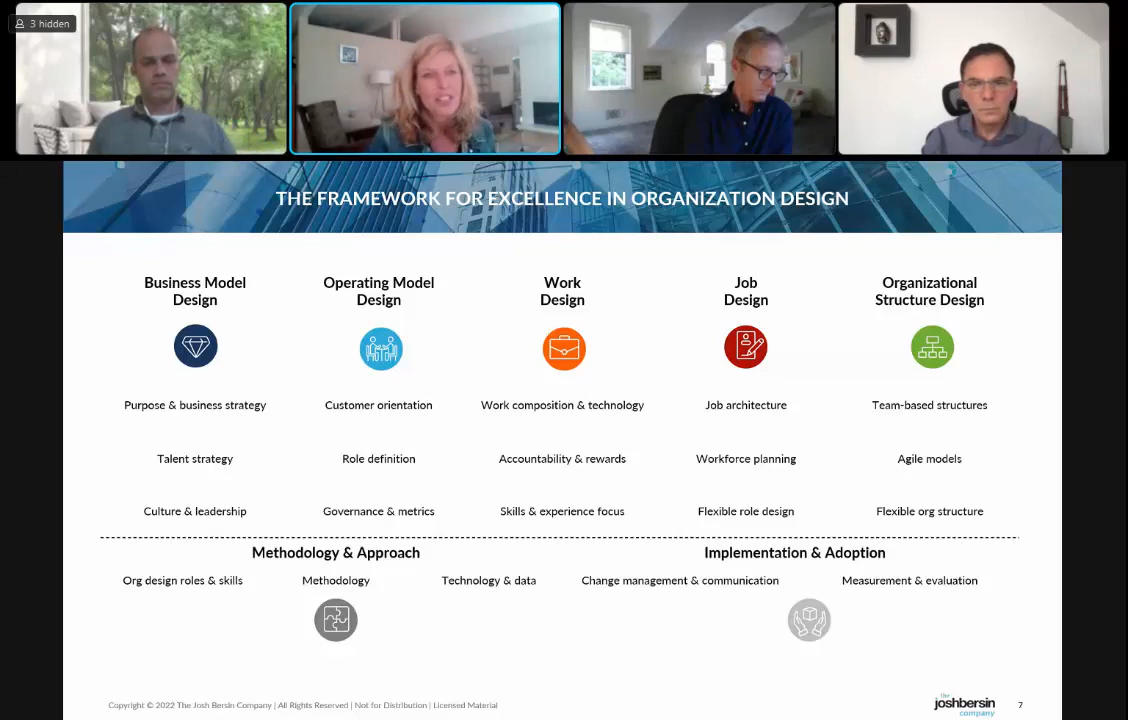 3 hidden
THE FRAMEWORK FOR EXCELLENCE IN ORGANIZATION DESIGN
Business Model
Design
Operating Model
Design
Work
Design
Job
Design
Organizational
Structure Design
Purpose & business strategy
Customer orientation
Work composition & technology
Job architecture
Team-based structures
Talent strategy
Role definition
Accountability & rewards
Workforce planning
Agile models
Culture & leadership
Governance & metrics
Skills & experience focus
Flexible role design
Flexible org structure
Methodology & Approach
Implementation & Adoption
Org design roles & skills
Methodology
Technology & data
Change management & communication
Measurement & evaluation
Copyright © 2022 The Josh Bersin Company | All Rights Reserved | Not for Distribution | Licensed Material
the
joshbersin
company
7